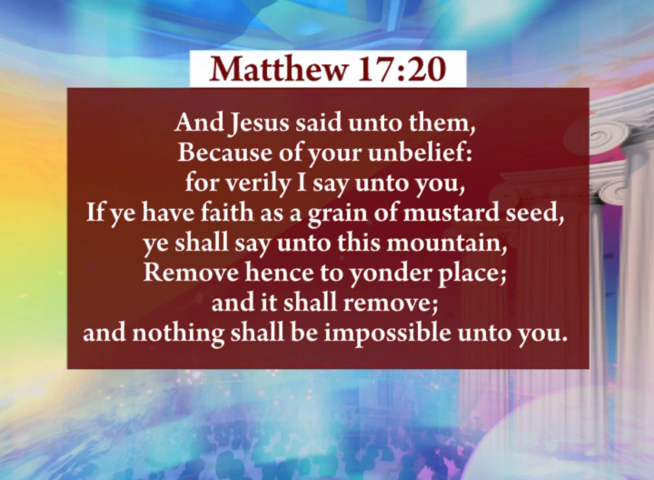 Matthew 17:20
And Jesus said unto them,
Because of your unbelief:
for verily I say unto you,
If ye have faith as a grain of mustard seed,
ye shall say unto this mountain,
Remove hence to yonder place;
and it shall remove;
and nothing shall be impossible unto you.